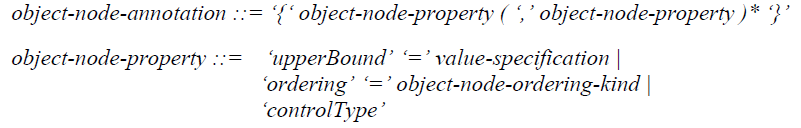 object-node-annotation ::= ‘{‘ object-node-property ( ‘,’ object-node-property )* ‘}’
object-node-property ::= ‘upperBound’ ‘=’ value-specification |
‘ordering’ ‘=’ object-node-ordering-kind |
‘controlType’